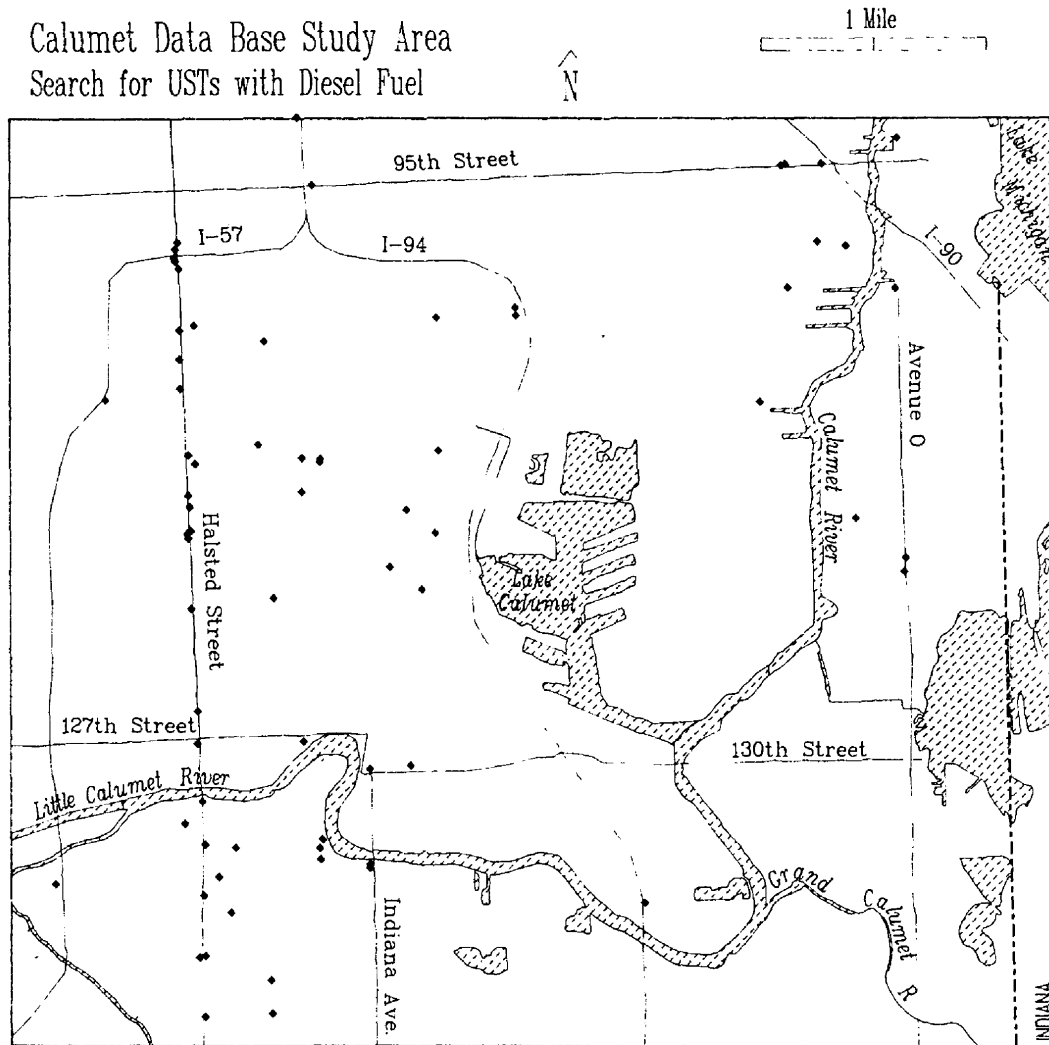 Calumet Data Base Study Area
Search for USTs with Diesel Fuel
N
1 Mile
95th Street
Lake
Michigan
I-57
I-94
I-90
Avenue O
Calumet
River
Halsted Street
Lake
Calumet
127th Street
130th Street
Little Calumet River
Grand
Calumet
R
Indiana Ave.
INDIANA